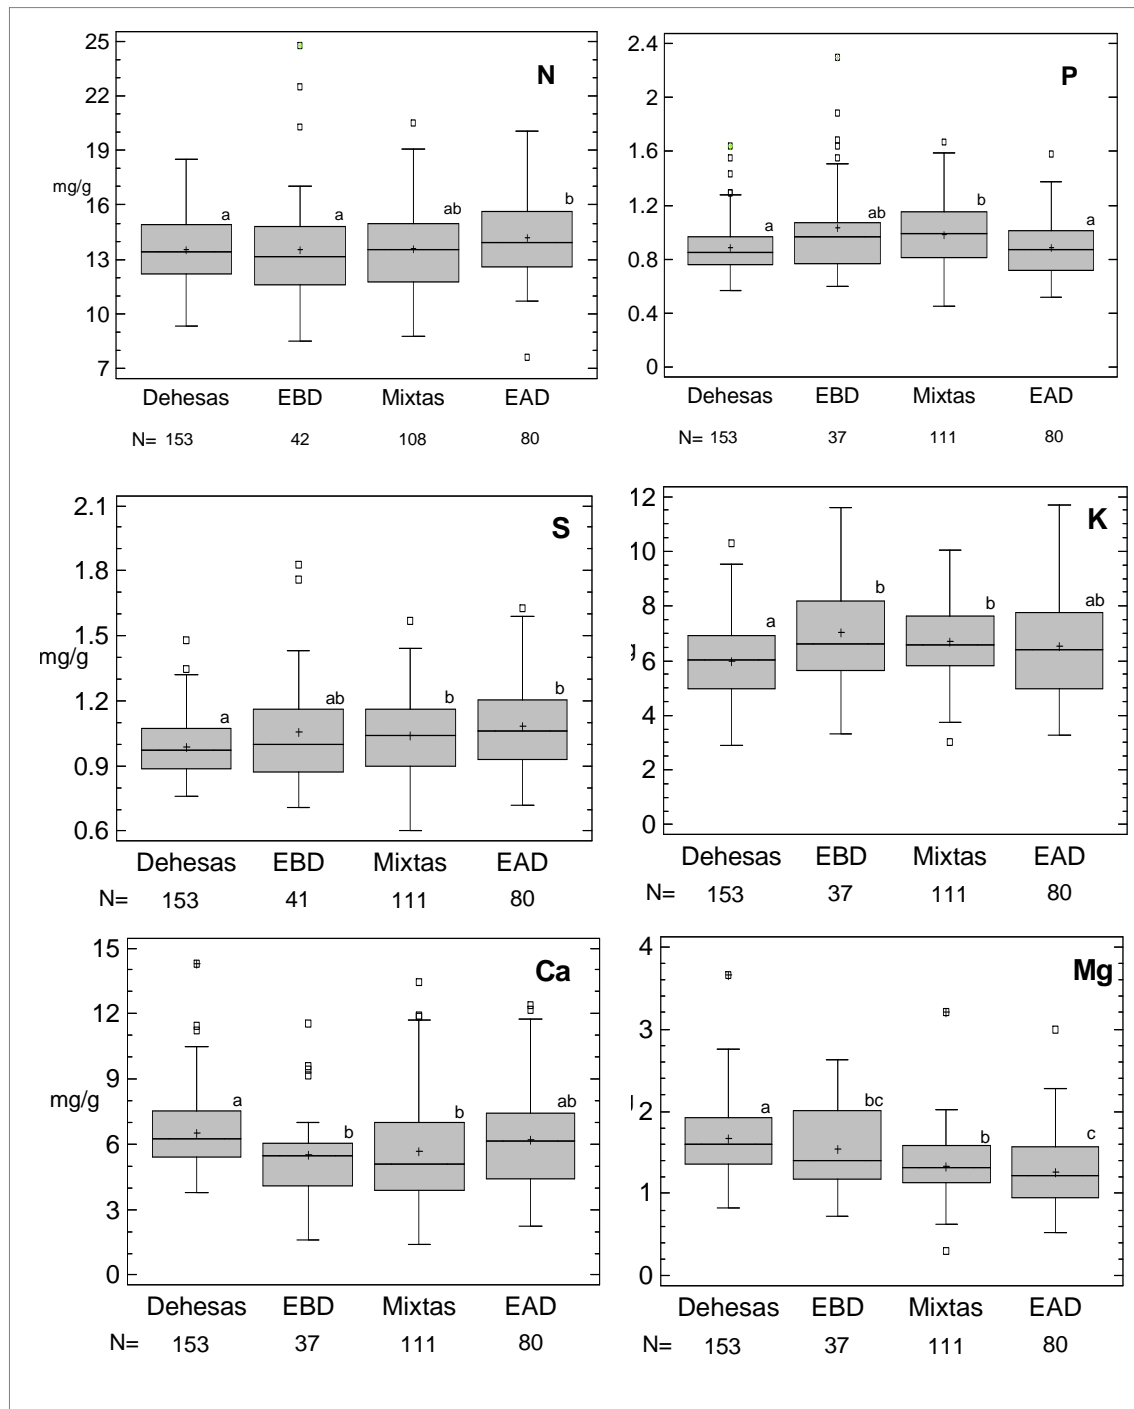 N
25
22
19
16
13
10
7
mg/g
a
a
ab
b
Dehesas EBD Mixtas EAD
N= 153 42 108 80
P
2.4
2
1.6
1.2
0.8
0.4
0
a
ab
b
a
Dehesas EBD Mixtas EAD
N= 153 37 111 80
S
2.1
1.8
1.5
1.2
0.9
0.6
mg/g
a
ab
b
b
Dehesas EBD Mixtas EAD
N= 153 41 111 80
K
12
10
8
6
4
2
0
a
b
b
ab
Dehesas EBD Mixtas EAD
N= 153 37 111 80
Ca
15
12
9
6
3
0
mg/g
a
b
b
ab
Dehesas EBD Mixtas EAD
N= 153 37 111 80
Mg
4
3
2
1
0
a
bc
b
c
Dehesas EBD Mixtas EAD
N= 153 37 111 80